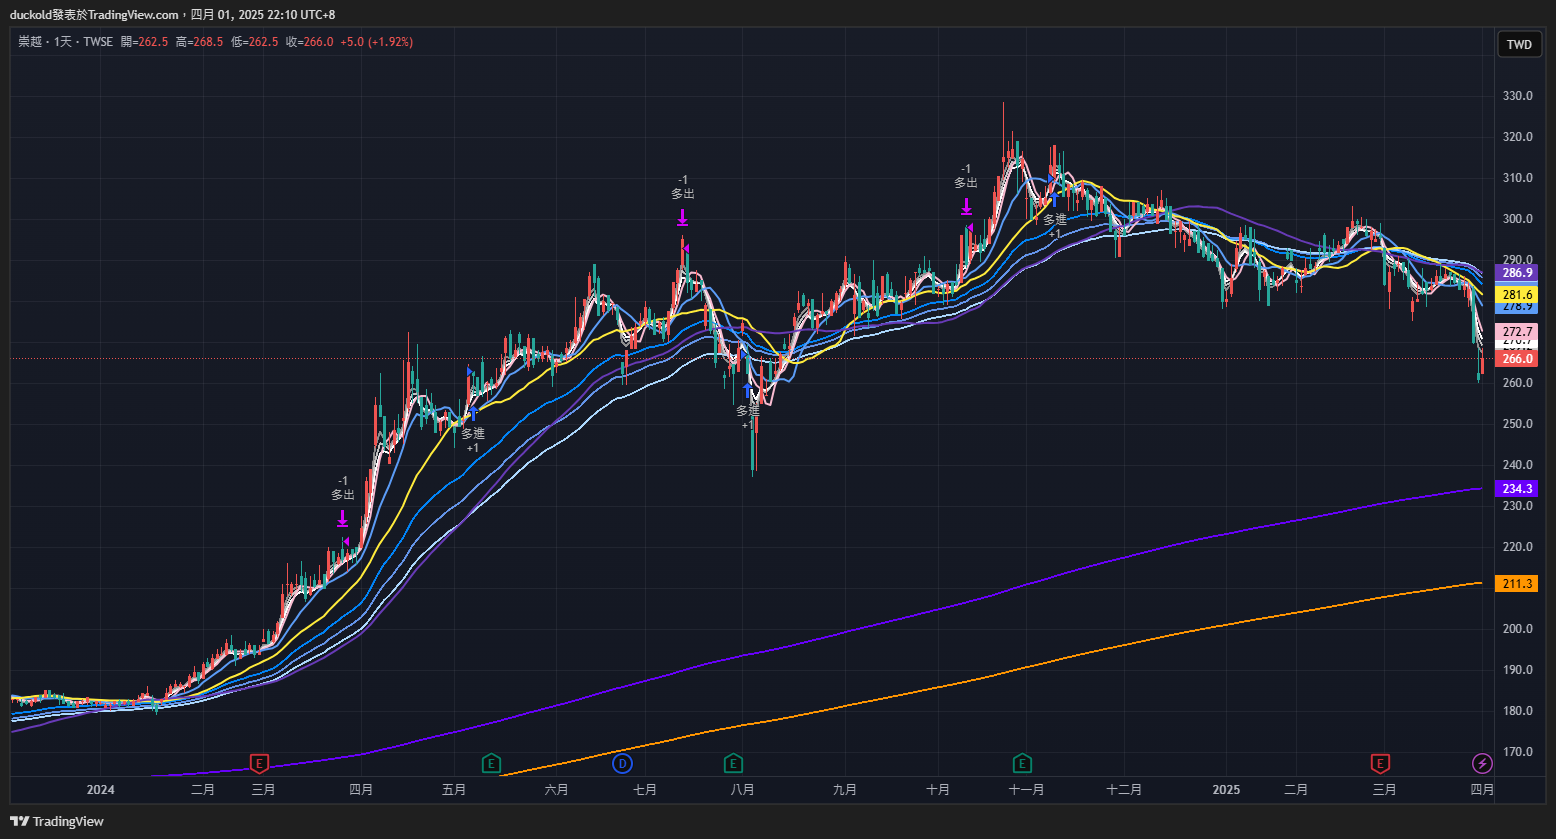 duckold發表於TradingView.com，四月 01, 2025 22:10 UTC+8
崇越 · 1天 · TWSE 開=262.5 高=268.5 低=262.5 收=266.0 +5.0 (+1.92%)
TWD
330.0
320.0
310.0
300.0
290.0
286.9
281.6
278.9
272.7
266.0
260.0
250.0
240.0
234.3
230.0
220.0
211.3
200.0
190.0
180.0
170.0
-1
多出
多進
+1
-1
多出
多進
+1
-1
多出
多進
+1
E
E
D
E
E
E
2024 二月 三月 四月 五月 六月 七月 八月 九月 十月 十一月 十二月 2025 二月 三月 四月
TradingView